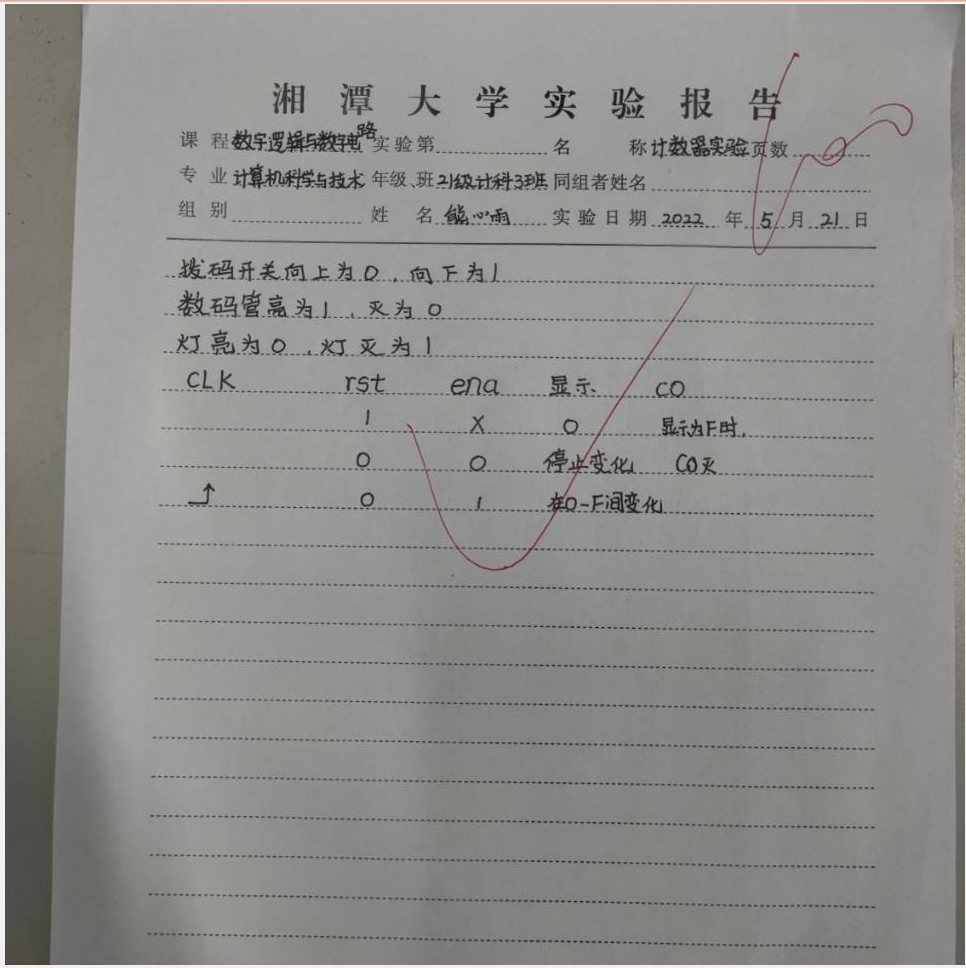 湘潭大学实验报告
课程 数字逻辑与数字电路 实验第 名称 计数器实验 页数
专业 计算机科学与技术 年级、班 21级计科3班 同组者姓名
组别 姓名 熊心雨 实验日期 2022 年 5 月 21 日
拨码开关向上为0，向下为1
数码管亮为1，灭为0
灯亮为0，灯灭为1
CLK rst ena 显示 CO
1 X 0 显示为F时，
0 0 停止变化 CO灭
↑ 0 1 在0-F间变化